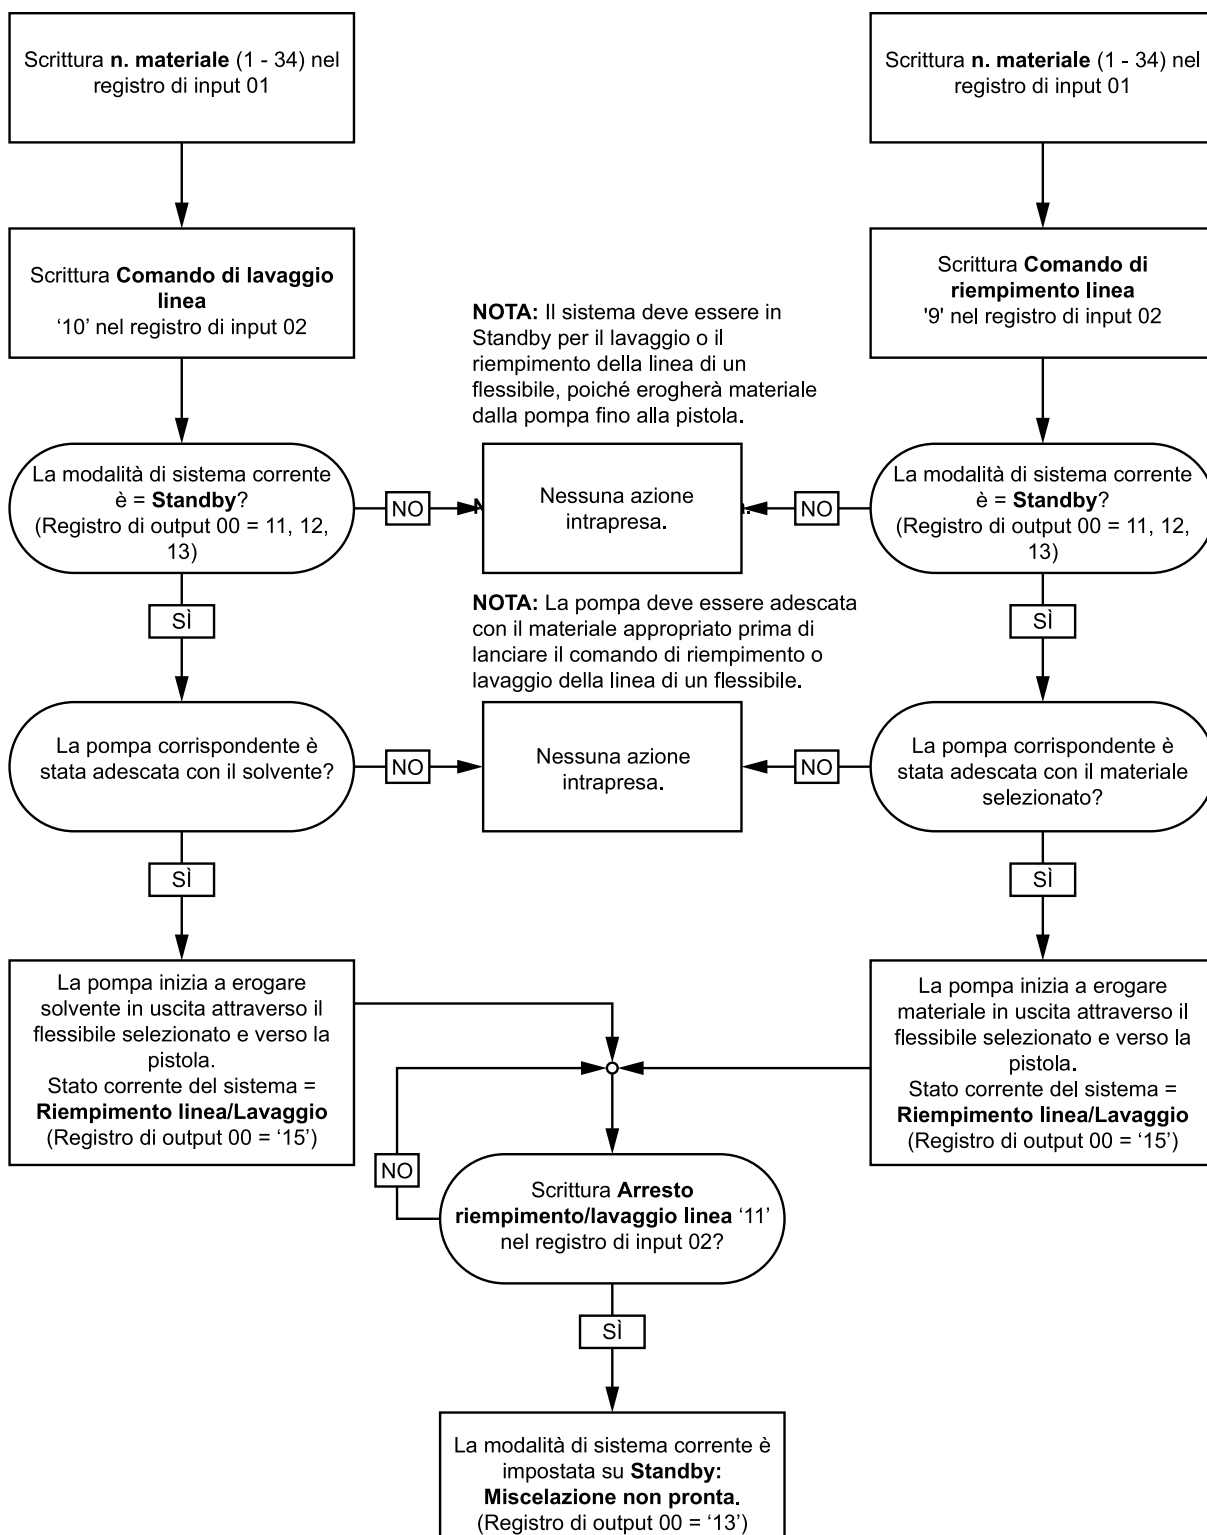 Scrittura n. materiale (1 - 34) nel
registro di input 01
Scrittura n. materiale (1 - 34) nel
registro di input 01
Scrittura Comando di lavaggio
linea
‘10’ nel registro di input 02
Scrittura Comando di
riempimento linea
'9' nel registro di input 02
NOTA: Il sistema deve essere in
Standby per il lavaggio o il
riempimento della linea di un
flessibile, poiché erogherà materiale
dalla pompa fino alla pistola.
La modalità di sistema corrente
è = Standby?
(Registro di output 00 = 11, 12,
13)
NO
Nessuna azione
intrapresa.
NO
La modalità di sistema corrente
è = Standby?
(Registro di output 00 = 11, 12,
13)
SÌ
SÌ
NOTA: La pompa deve essere adescata
con il materiale appropriato prima di
lanciare il comando di riempimento o
lavaggio della linea di un flessibile.
La pompa corrispondente è
stata adescata con il solvente?
NO
Nessuna azione
intrapresa.
NO
La pompa corrispondente è
stata adescata con il materiale
selezionato?
SÌ
SÌ
La pompa inizia a erogare
solvente in uscita attraverso il
flessibile selezionato e verso la
pistola.
Stato corrente del sistema =
Riempimento linea/Lavaggio
(Registro di output 00 = ‘15’)
La pompa inizia a erogare
materiale in uscita attraverso il
flessibile selezionato e verso la
pistola.
Stato corrente del sistema =
Riempimento linea/Lavaggio
(Registro di output 00 = ‘15’)
NO
Scrittura Arresto
riempimento/lavaggio linea ‘11’
nel registro di input 02?
SÌ
La modalità di sistema corrente è
impostata su Standby:
Miscelazione non pronta.
(Registro di output 00 = ‘13’)